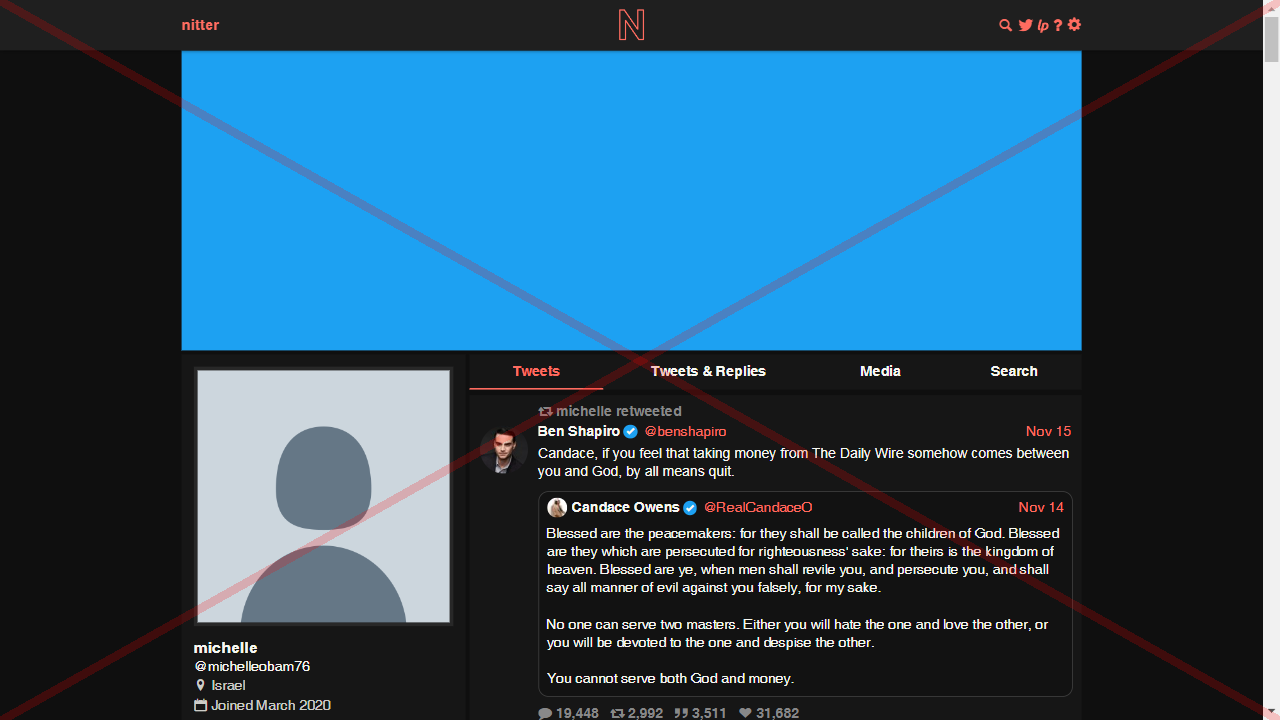 nitter
N
lp ?
Tweets
Tweets & Replies
Media
Search
michelle retweeted
Ben Shapiro @benshapiro Nov 15
Candace, if you feel that taking money from The Daily Wire somehow comes between
you and God, by all means quit.
Candace Owens @RealCandaceO Nov 14
Blessed are the peacemakers: for they shall be called the children of God. Blessed
are they which are persecuted for righteousness' sake: for theirs is the kingdom of
heaven. Blessed are ye, when men shall revile you, and persecute you, and shall
say all manner of evil against you falsely, for my sake.
No one can serve two masters. Either you will hate the one and love the other, or
you will be devoted to the one and despise the other.
You cannot serve both God and money.
19,448 2,992 3,511 31,682
michelle
@michelleobam76
Israel
Joined March 2020